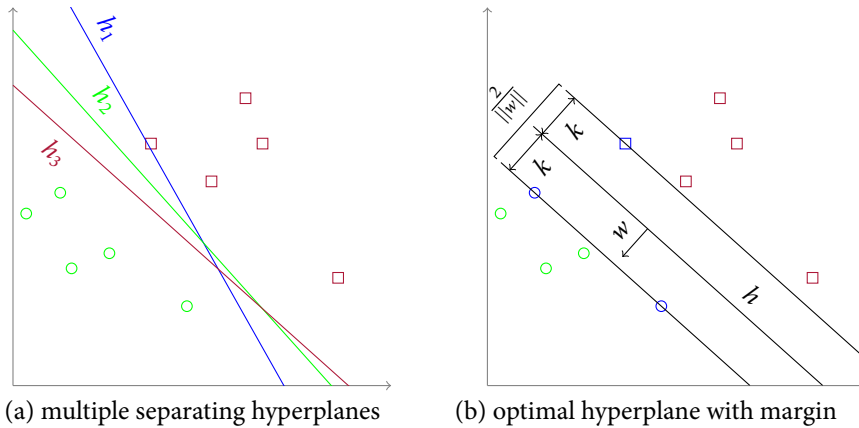 h₁
h₂
h₃
(a) multiple separating hyperplanes
2
||w||
k
k
w
h
(b) optimal hyperplane with margin